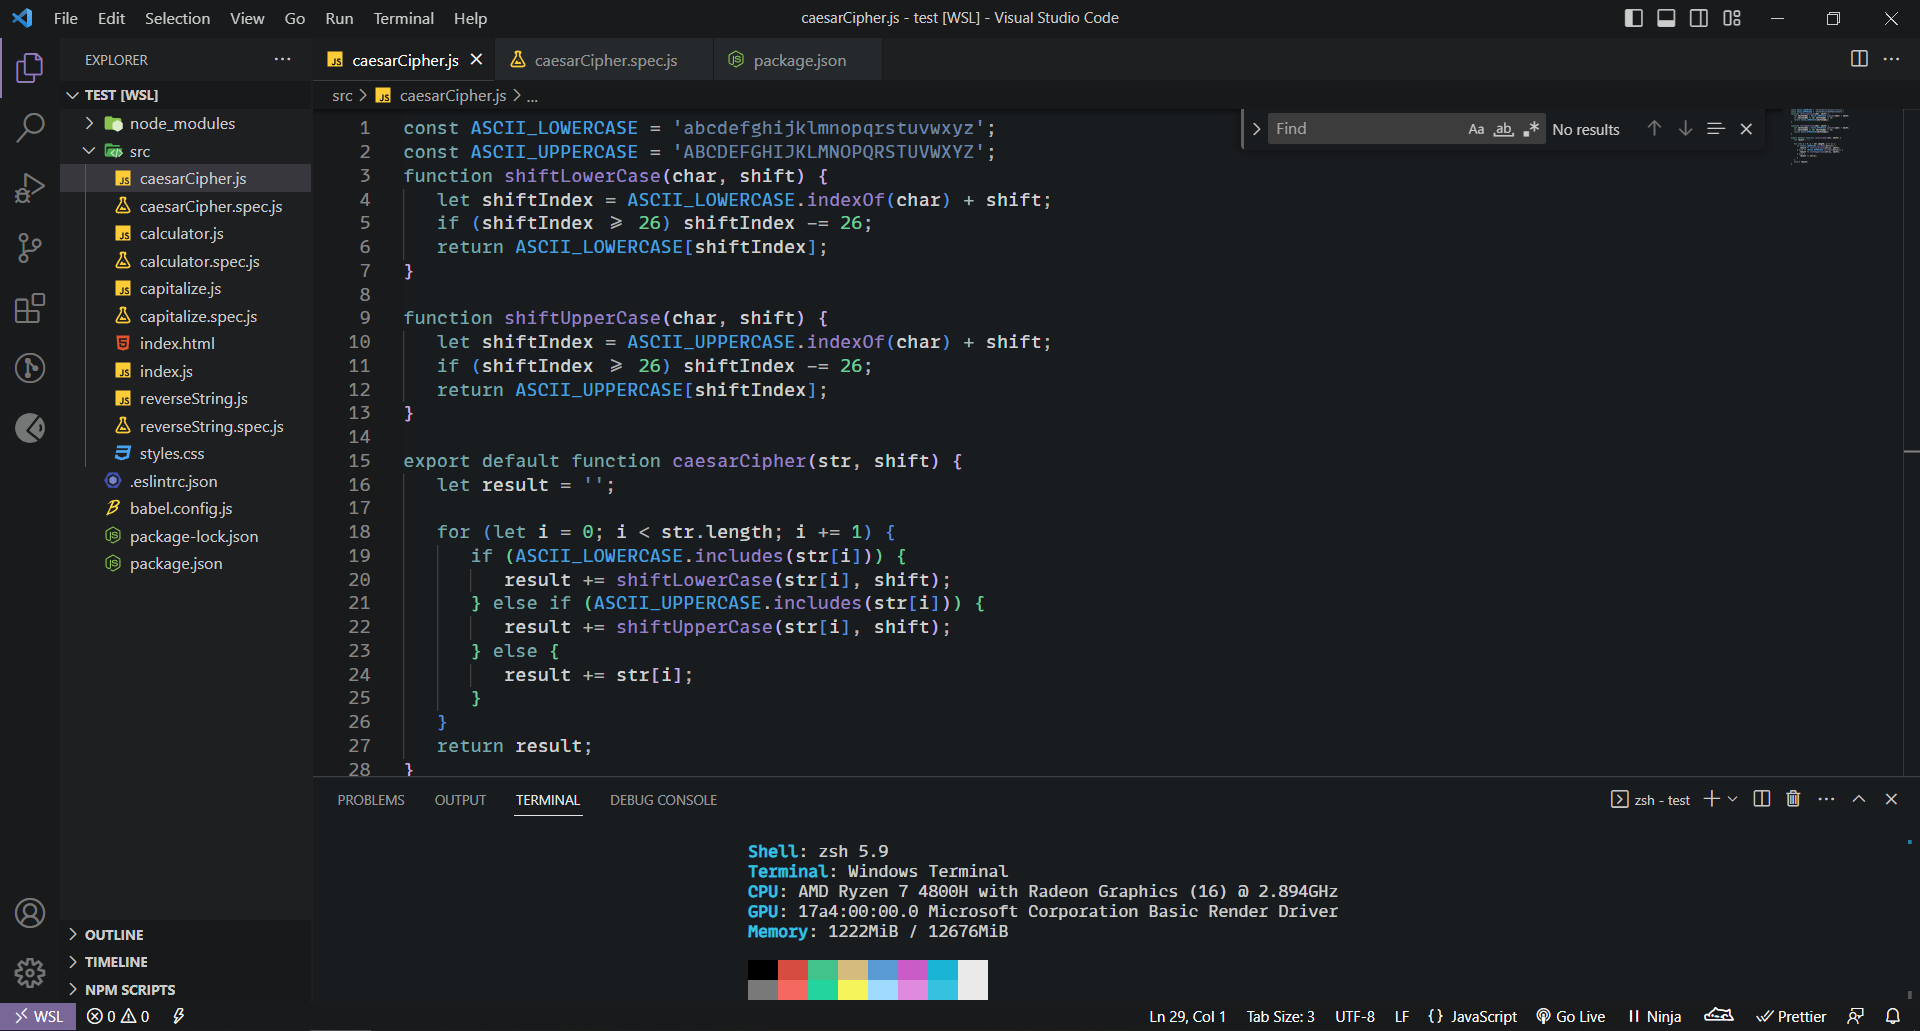 File Edit Selection View Go Run Terminal Help
caesarCipher.js - test [WSL] - Visual Studio Code
EXPLORER
TEST [WSL]
node_modules
src
caesarCipher.js
caesarCipher.spec.js
calculator.js
calculator.spec.js
capitalize.js
capitalize.spec.js
index.html
index.js
reverseString.js
reverseString.spec.js
styles.css
.eslintrc.json
babel.config.js
package-lock.json
package.json
OUTLINE
TIMELINE
NPM SCRIPTS
caesarCipher.js caesarCipher.spec.js package.json
src > caesarCipher.js > ...
Find Aa ab .* No results
1 const ASCII_LOWERCASE = 'abcdefghijklmnopqrstuvwxyz';
2 const ASCII_UPPERCASE = 'ABCDEFGHIJKLMNOPQRSTUVWXYZ';
3 function shiftLowerCase(char, shift) {
4 let shiftIndex = ASCII_LOWERCASE.indexOf(char) + shift;
5 if (shiftIndex ≥ 26) shiftIndex -= 26;
6 return ASCII_LOWERCASE[shiftIndex];
7 }
8
9 function shiftUpperCase(char, shift) {
10 let shiftIndex = ASCII_UPPERCASE.indexOf(char) + shift;
11 if (shiftIndex ≥ 26) shiftIndex -= 26;
12 return ASCII_UPPERCASE[shiftIndex];
13 }
14
15 export default function caesarCipher(str, shift) {
16 let result = '';
17
18 for (let i = 0; i < str.length; i += 1) {
19 if (ASCII_LOWERCASE.includes(str[i])) {
20 result += shiftLowerCase(str[i], shift);
21 } else if (ASCII_UPPERCASE.includes(str[i])) {
22 result += shiftUpperCase(str[i], shift);
23 } else {
24 result += str[i];
25 }
26 }
27 return result;
28 }
PROBLEMS OUTPUT TERMINAL DEBUG CONSOLE
zsh - test
Shell: zsh 5.9
Terminal: Windows Terminal
CPU: AMD Ryzen 7 4800H with Radeon Graphics (16) @ 2.894GHz
GPU: 17a4:00:00.0 Microsoft Corporation Basic Render Driver
Memory: 1222MiB / 12676MiB
WSL 0 0
Ln 29, Col 1 Tab Size: 3 UTF-8 LF {} JavaScript Go Live Ninja Prettier